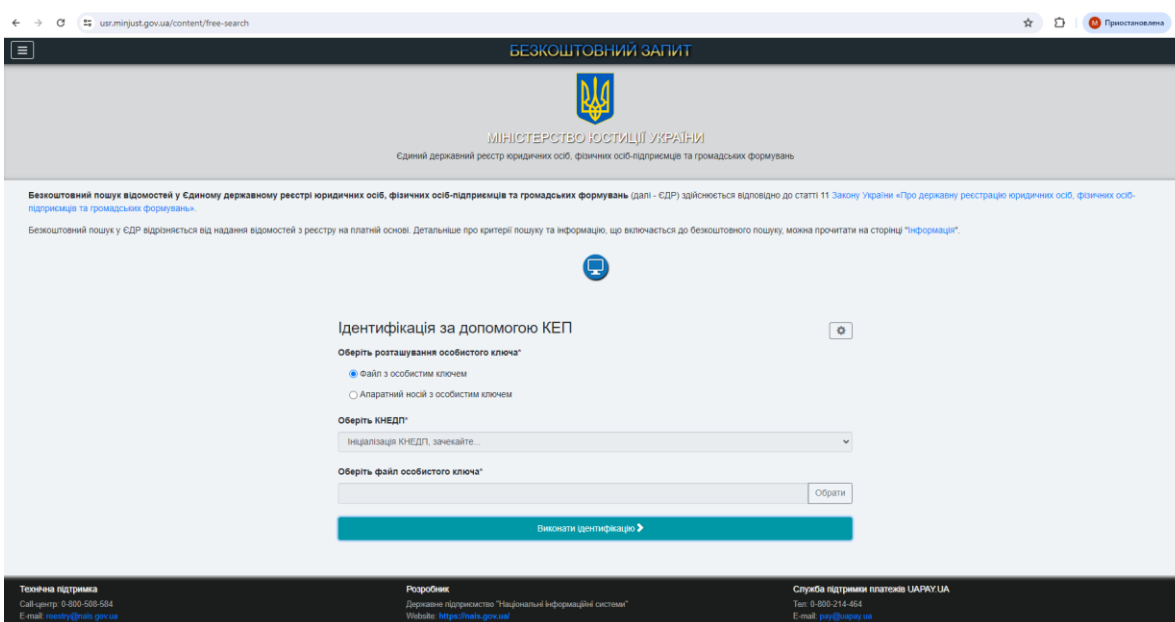 usr.minjust.gov.ua/content/free-search
М Приостановлена
БЕЗКОШТОВНИЙ ЗАПИТ
МІНІСТЕРСТВО ЮСТИЦІЇ УКРАЇНИ
Єдиний державний реєстр юридичних осіб, фізичних осіб-підприємців та громадських формувань
Безкоштовний пошук відомостей у Єдиному державному реєстрі юридичних осіб, фізичних осіб-підприємців та громадських формувань (далі - ЄДР) здійснюється відповідно до статті 11 Закону України «Про державну реєстрацію юридичних осіб, фізичних осіб-
підприємців та громадських формувань».
Безкоштовний пошук у ЄДР відрізняється від надання відомостей з реєстру на платній основі. Детальніше про критерії пошуку та інформацію, що включається до безкоштовного пошуку, можна прочитати на сторінці "Інформація".
Ідентифікація за допомогою КЕП
Оберіть розташування особистого ключа*
Файл з особистим ключем
Апаратний носій з особистим ключем
Оберіть КНЕДП*
Ініціалізація КНЕДП, зачекайте...
Оберіть файл особистого ключа*
Обрати
Виконати ідентифікацію
Технічна підтримка
Call-центр: 0-800-508-584
E-mail: reestry@nais.gov.ua
Розробник
Державне підприємство "Національні інформаційні системи"
Website: https://nais.gov.ua/
Служба підтримки платежів UAPAY.UA
Тел: 0-800-214-464
E-mail: pay@uapay.ua